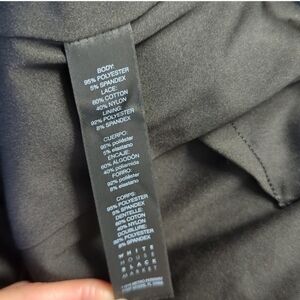 BODY:
95% POLYESTER
5% SPANDEX
LACE:
60% COTTON
40% NYLON
LINING:
92% POLYESTER
8% SPANDEX
CUERPO:
95% poliéster
5% elastano
ENCAJE:
60% ALGODÓN
40% poliamida
FORRO:
92% poliéster
8% elastano
CORPS:
95% POLYESTER
5% SPANDEX
DENTELLE:
60% COTON
40% NYLON
DOUBLURE:
92% POLYESTER
8% SPANDEX
WHITE
HOUSE
BLACK
MARKET